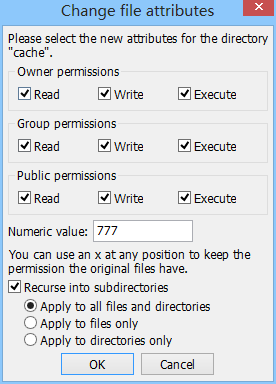 Change file attributes
Please select the new attributes for the directory
"cache".
Owner permissions
Read Write Execute
Group permissions
Read Write Execute
Public permissions
Read Write Execute
Numeric value: 777
You can use an x at any position to keep the
permission the original files have.
Recurse into subdirectories
Apply to all files and directories
Apply to files only
Apply to directories only
OK Cancel